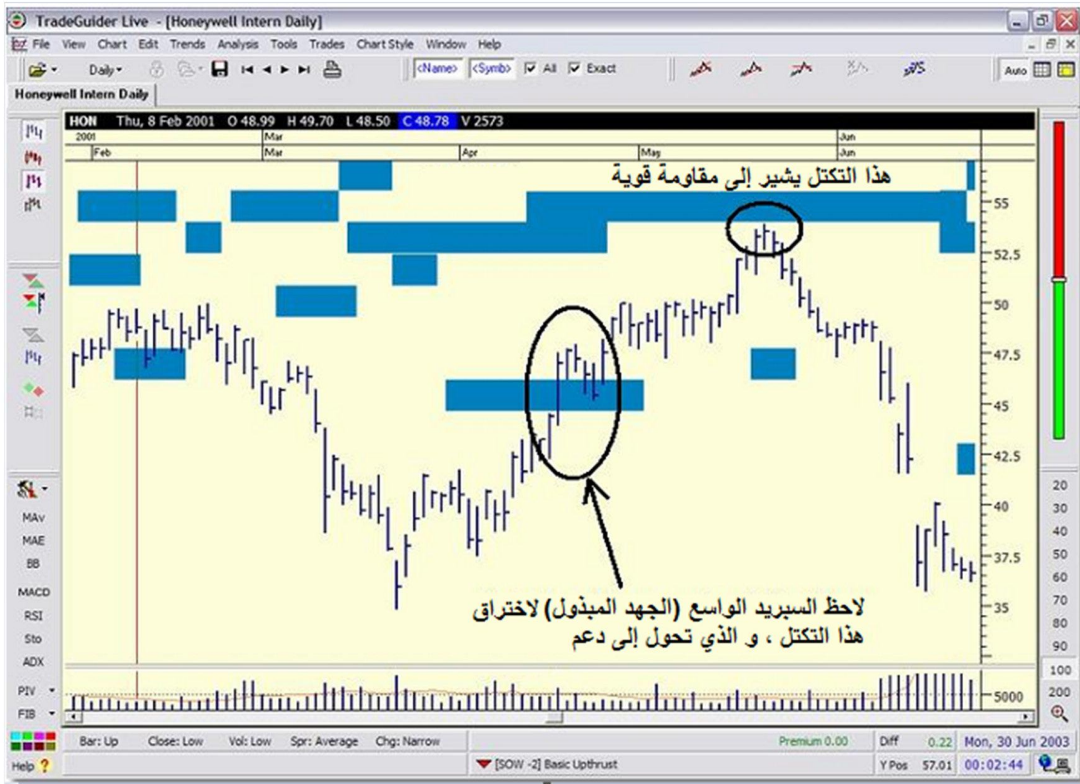 TradeGuider Live - [Honeywell Intern Daily]
File View Chart Edit Trends Analysis Tools Trades Chart Style Window Help
Daily <Name> <Symb> All Exact Auto
Honeywell Intern Daily
HON Thu, 8 Feb 2001 O 48.99 H 49.70 L 48.50 C 48.78 V 2573
2001 Mar Jun
Feb Mar Apr May Jun
هذا التكتل يشير إلى مقاومة قوية
55
52.5
50
47.5
45
42.5
40
37.5
35
لاحظ السبريد الواسع (الجهد المبذول) لاختراق
هذا التكتل ، و الذي تحول إلى دعم
5000
MAv
MAE
BB
MACD
RSI
Sto
ADX
PIV
FIB
20
30
40
50
60
70
80
90
100
200
Bar: Up Close: Low Vol: Low Spr: Average Chg: Narrow Premium 0.00 Diff 0.22 Mon, 30 Jun 2003
Help ? [SOW -2] Basic Upthrust Y Pos 57.01 00:02:44